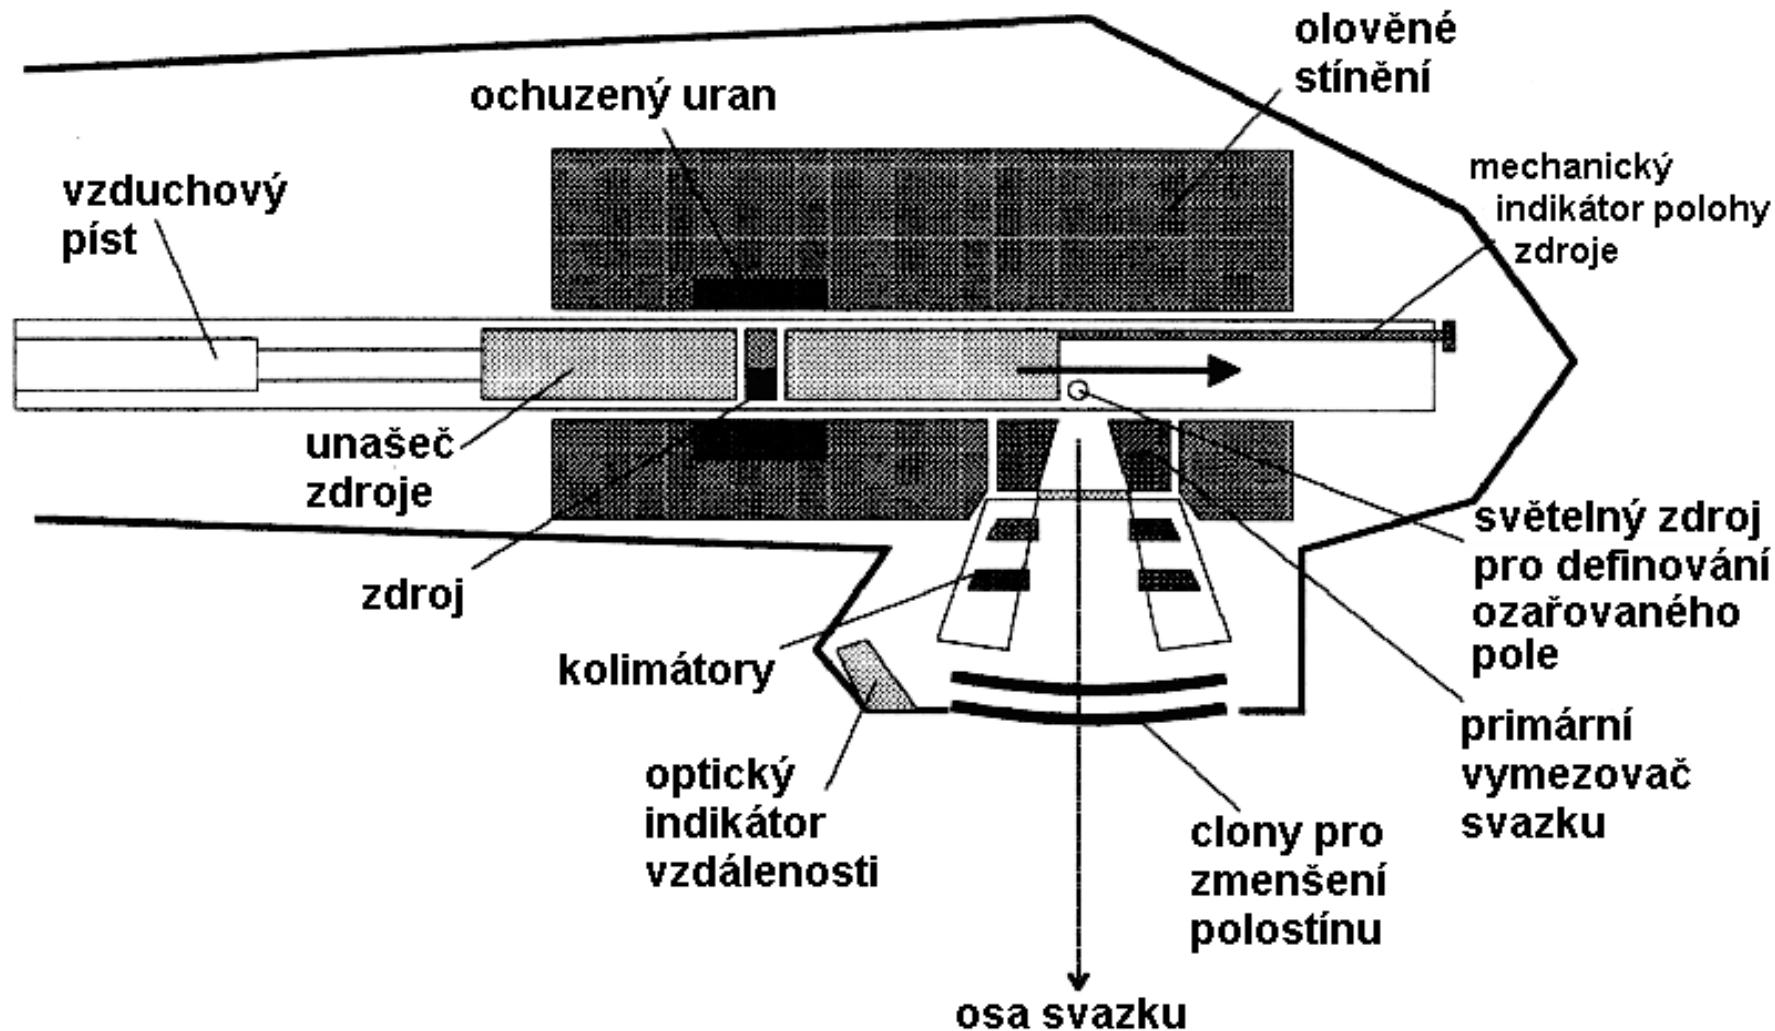 olověné
stínění
ochuzený uran
mechanický
indikátor polohy
zdroje
vzduchový
píst
unašeč
zdroje
zdroj
světelný zdroj
pro definování
ozařovaného
pole
kolimátory
primární
vymezovač
svazku
optický
indikátor
vzdálenosti
clony pro
zmenšení
polostínu
osa svazku